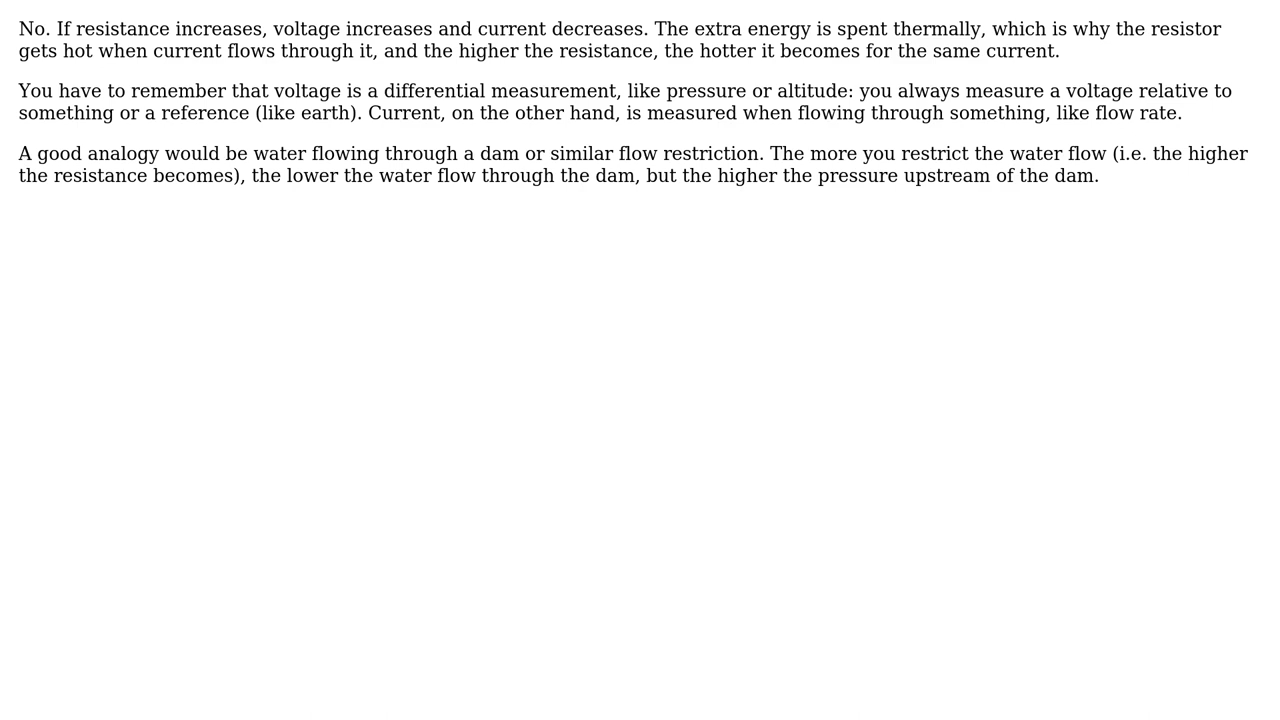 No. If resistance increases, voltage increases and current decreases. The extra energy is spent thermally, which is why the resistor
gets hot when current flows through it, and the higher the resistance, the hotter it becomes for the same current.
You have to remember that voltage is a differential measurement, like pressure or altitude: you always measure a voltage relative to
something or a reference (like earth). Current, on the other hand, is measured when flowing through something, like flow rate.
A good analogy would be water flowing through a dam or similar flow restriction. The more you restrict the water flow (i.e. the higher
the resistance becomes), the lower the water flow through the dam, but the higher the pressure upstream of the dam.